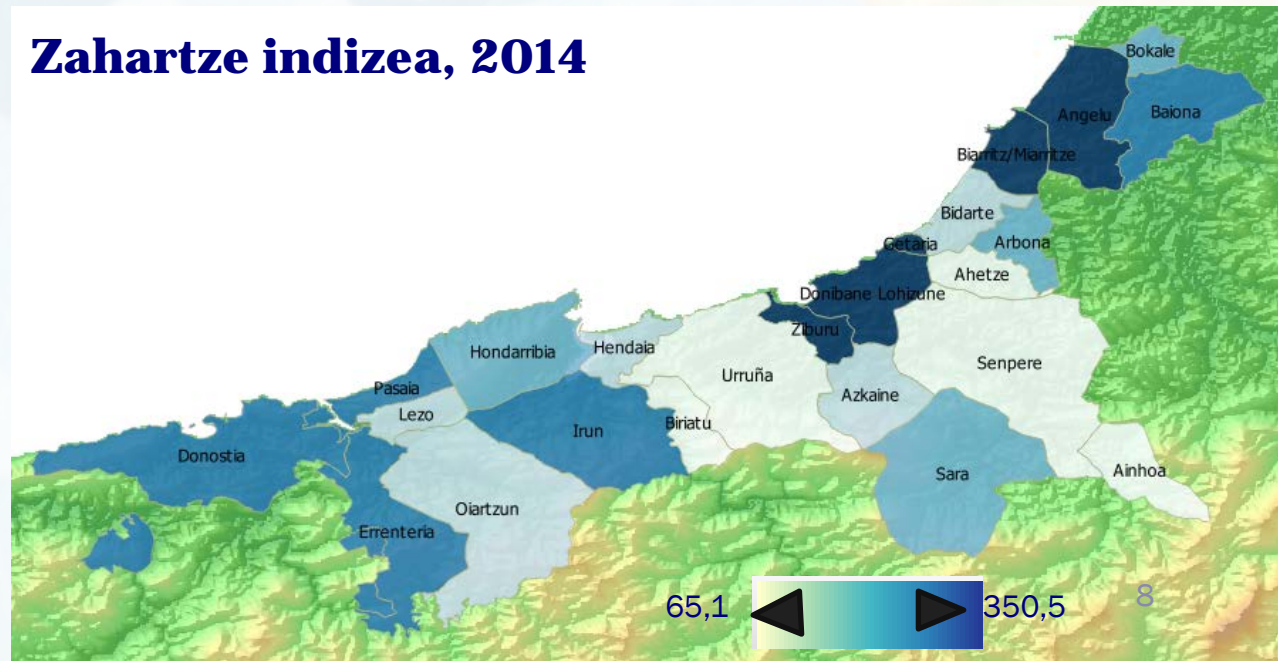 Zahartze indizea, 2014
Bokale
Angelu
Baiona
Biarritz/Miarritze
Bidarte
Getaria
Arbona
Ahetze
Donibane Lohizune
Ziburu
Hondarribia
Hendaia
Senpere
Urruña
Pasaia
Azkaine
Lezo
Biriatu
Irun
Donostia
Sara
Ainhoa
Oiartzun
Errenteria
65,1
350,5
8